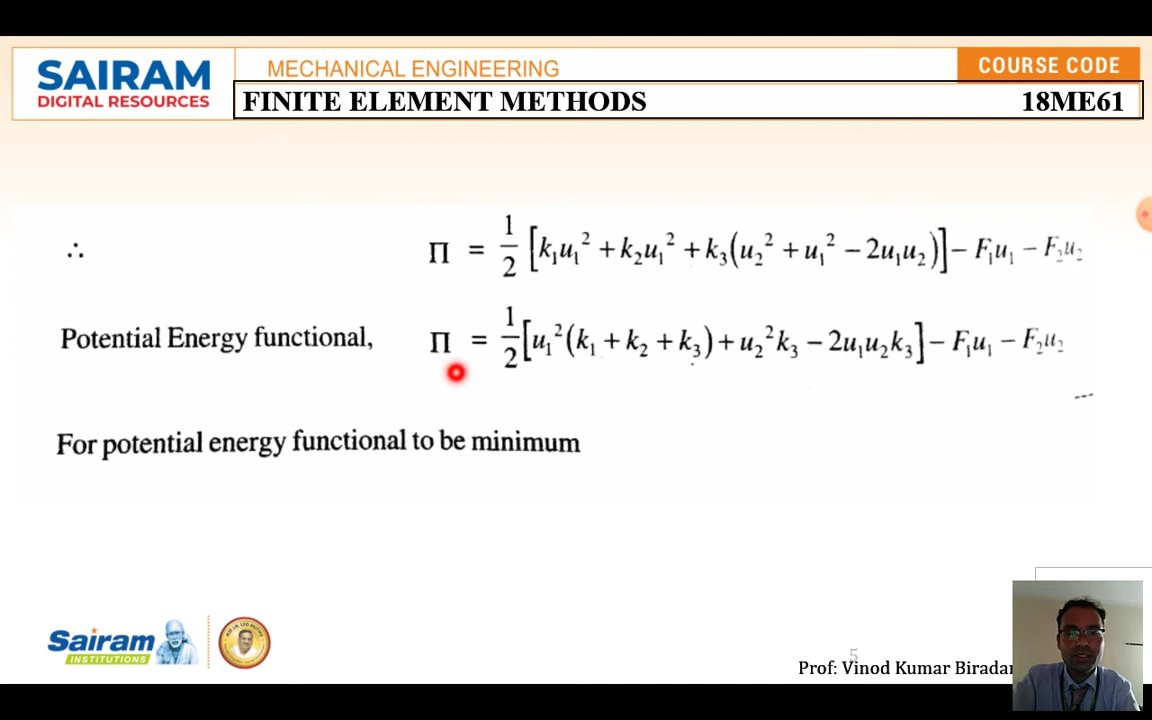 SAIRAM
DIGITAL RESOURCES
MECHANICAL ENGINEERING
COURSE CODE
FINITE ELEMENT METHODS 18ME61
∴ Π = 1/2 [k₁u₁² + k₂u₁² + k₃(u₂² + u₁² − 2u₁u₂)] − F₁u₁ − F₂u₂
Potential Energy functional, Π = 1/2 [u₁²(k₁ + k₂ + k₃) + u₂²k₃ − 2u₁u₂k₃] − F₁u₁ − F₂u₂
---
For potential energy functional to be minimum
Sairam
INSTITUTIONS
5
Prof: Vinod Kumar Biradar